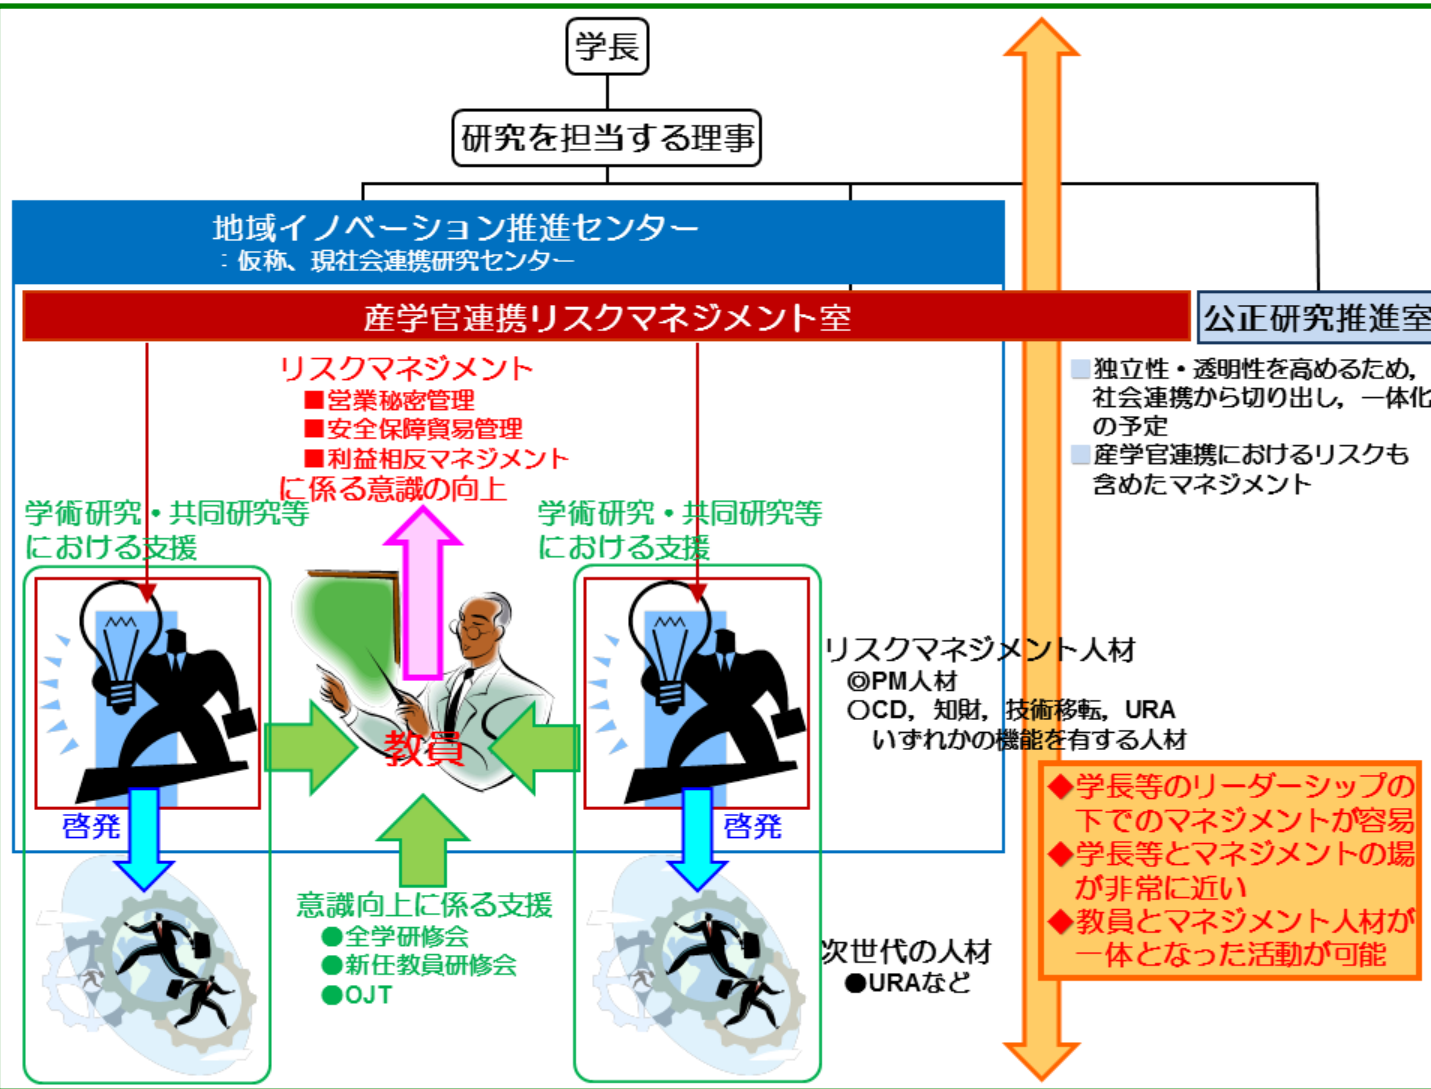 学長
研究を担当する理事
地域イノベーション推進センター
：仮称、現社会連携研究センター
産学官連携リスクマネジメント室
公正研究推進室
リスクマネジメント
■営業秘密管理
■安全保障貿易管理
■利益相反マネジメント
に係る意識の向上
■独立性・透明性を高めるため，
社会連携から切り出し，一体化
の予定
■産学官連携におけるリスクも
含めたマネジメント
学術研究・共同研究等
における支援
学術研究・共同研究等
における支援
教員
リスクマネジメント人材
◎PM人材
○CD，知財，技術移転，URA
いずれかの機能を有する人材
啓発
啓発
◆学長等のリーダーシップの
下でのマネジメントが容易
◆学長等とマネジメントの場
が非常に近い
◆教員とマネジメント人材が
一体となった活動が可能
意識向上に係る支援
●全学研修会
●新任教員研修会
●OJT
次世代の人材
●URAなど